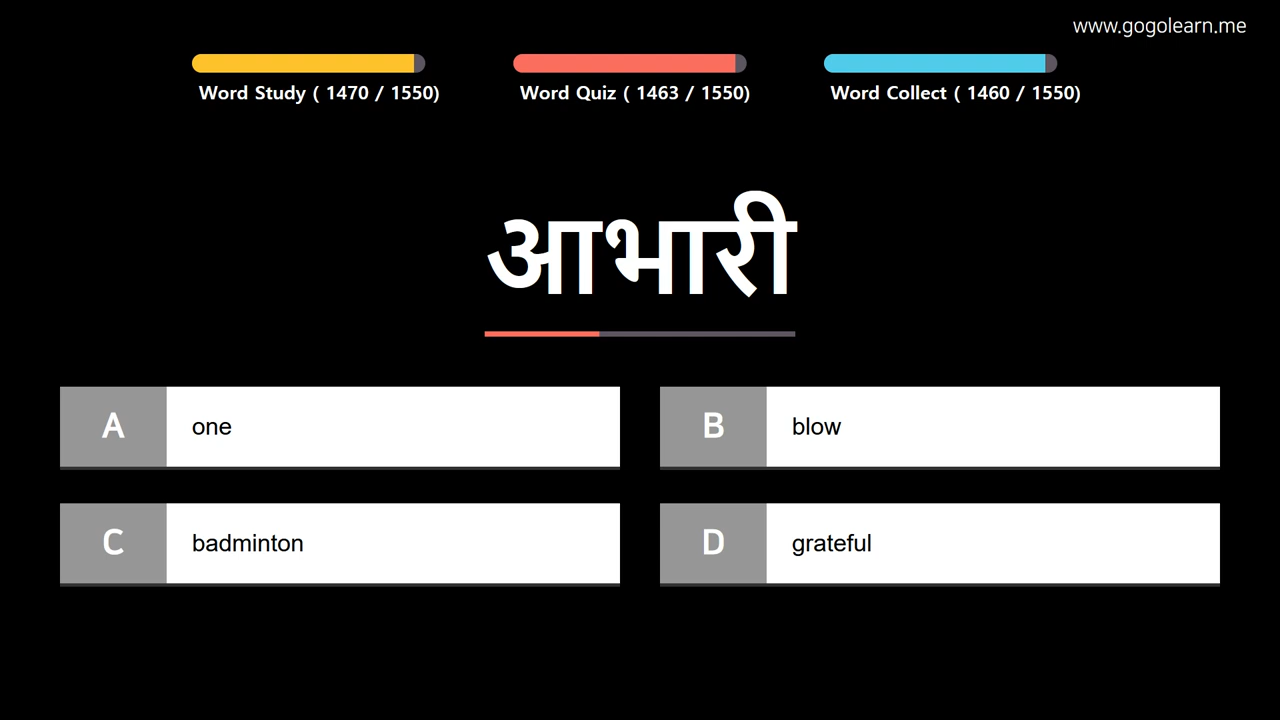 www.gogolearn.me
Word Study ( 1470 / 1550)
Word Quiz ( 1463 / 1550)
Word Collect ( 1460 / 1550)
आभारी
A one
B blow
C badminton
D grateful